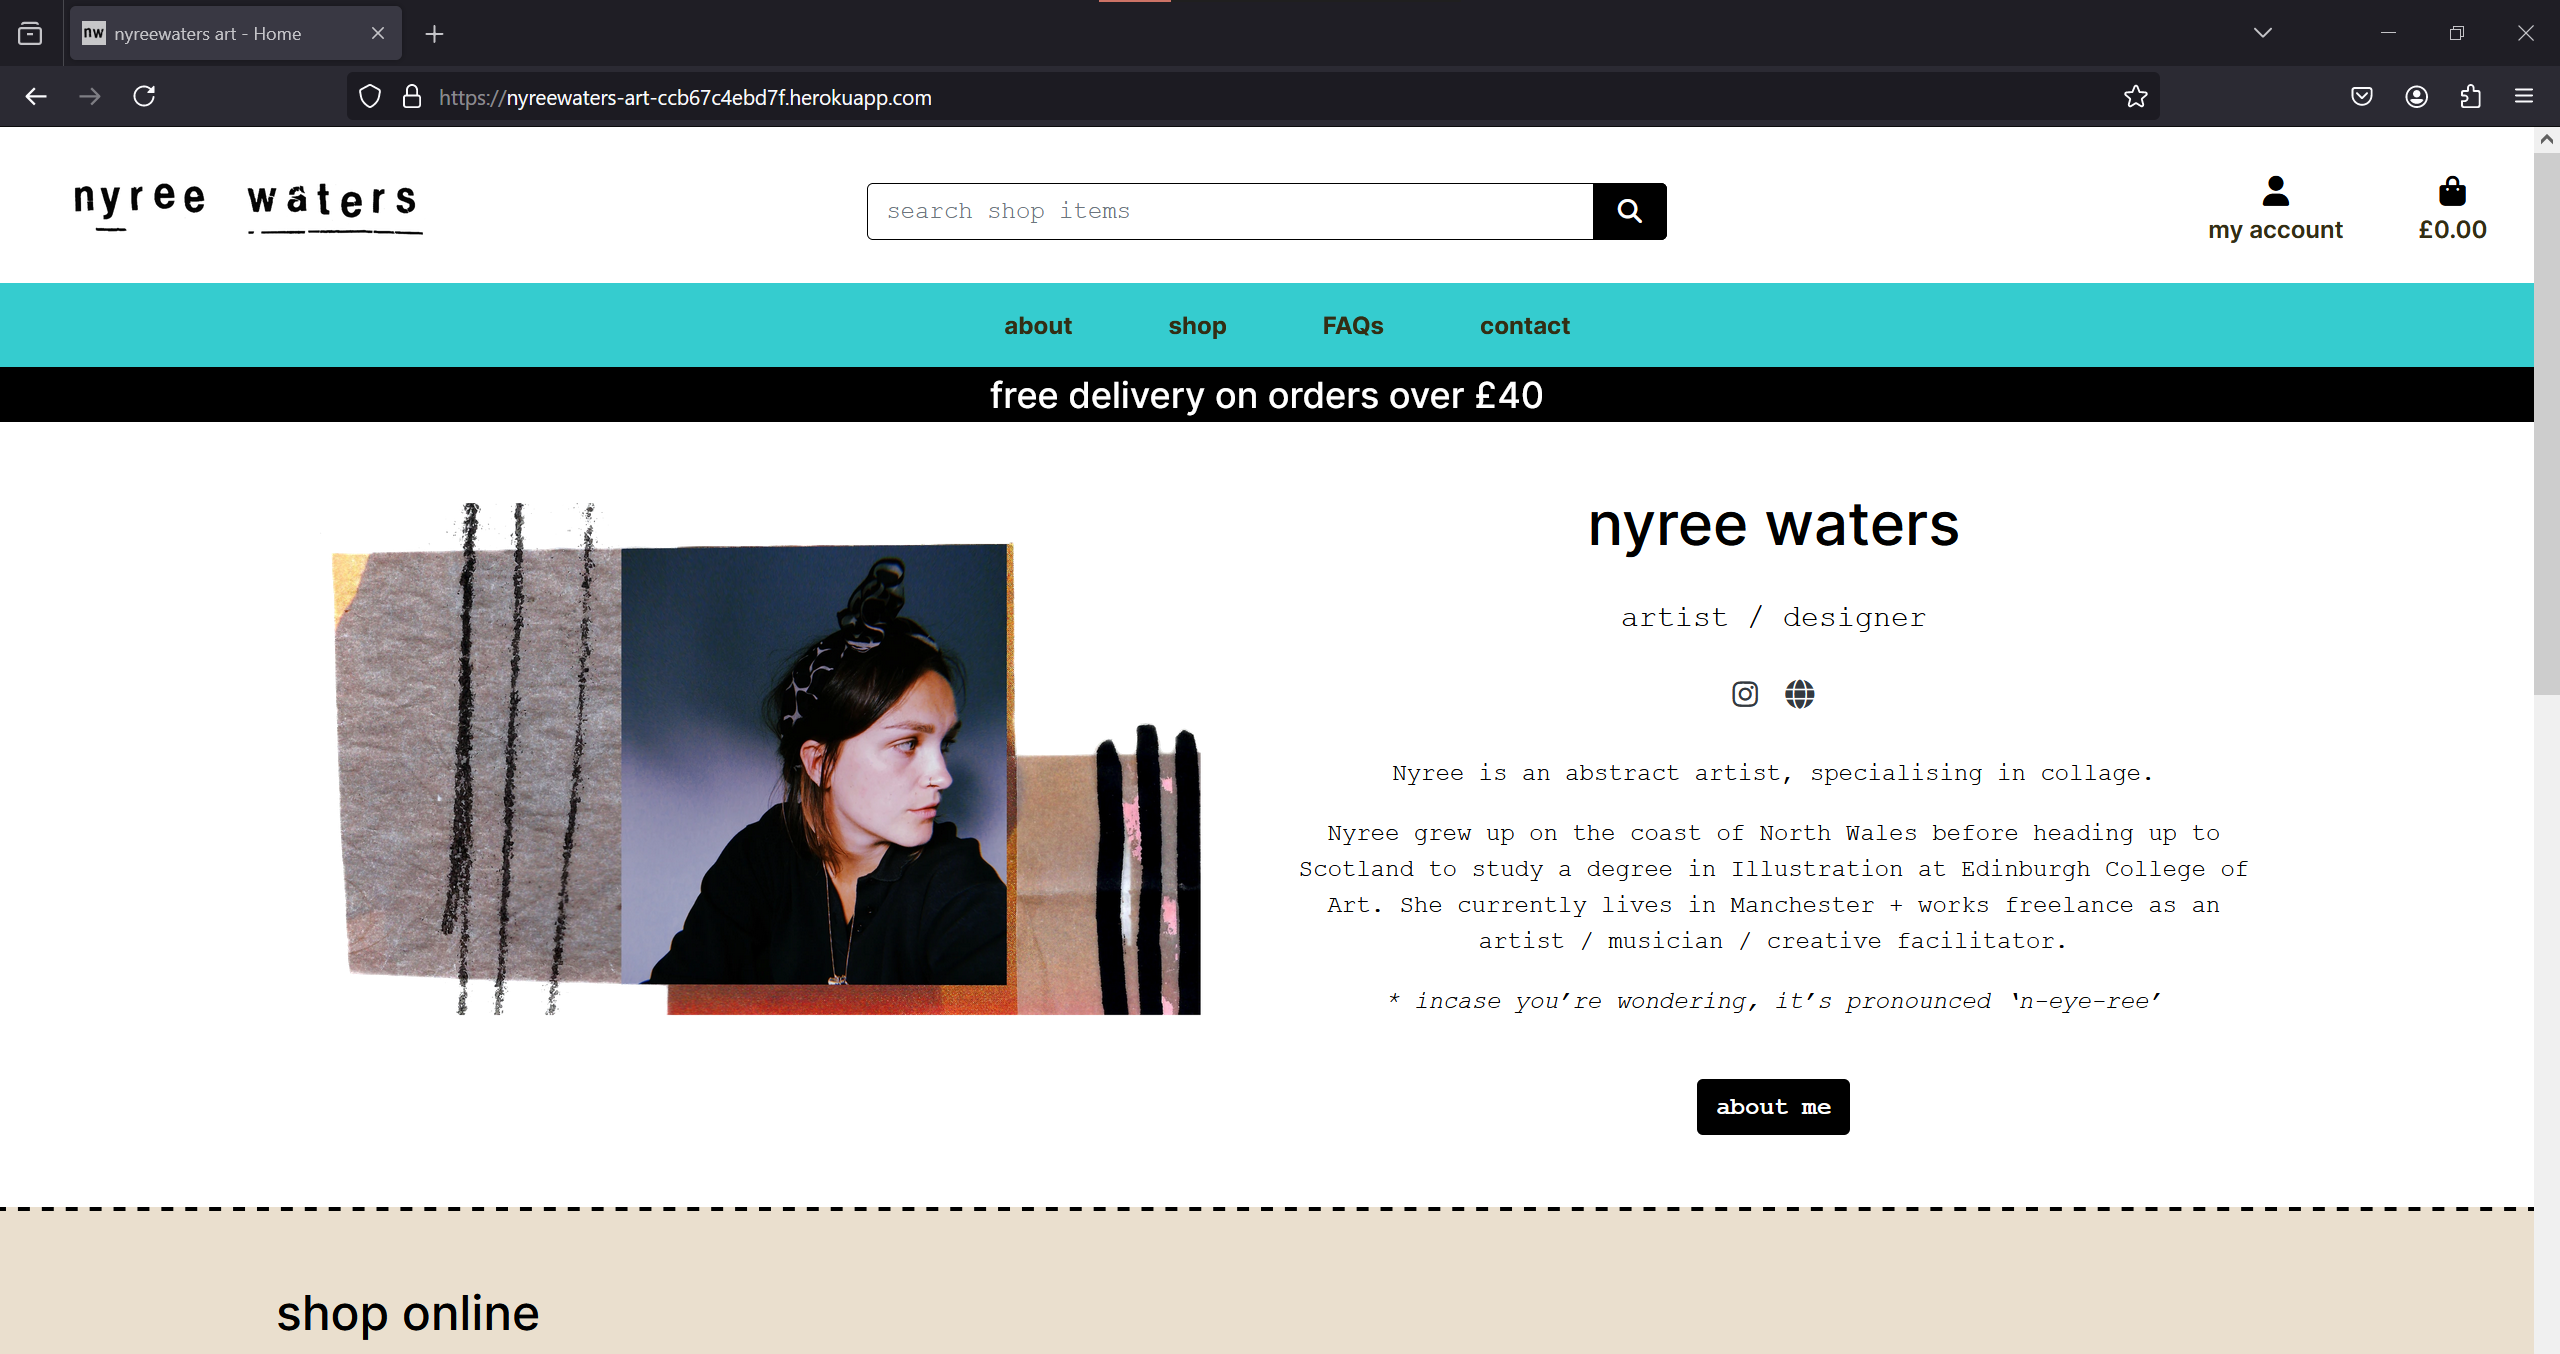 nw nyreewaters art - Home
https://nyreewaters-art-ccb67c4ebd7f.herokuapp.com
nyree waters
search shop items
my account
£0.00
about shop FAQs contact
free delivery on orders over £40
nyree waters
artist / designer
Nyree is an abstract artist, specialising in collage.
Nyree grew up on the coast of North Wales before heading up to
Scotland to study a degree in Illustration at Edinburgh College of
Art. She currently lives in Manchester + works freelance as an
artist / musician / creative facilitator.
* incase you’re wondering, it’s pronounced ‘n-eye-ree’
about me
shop online